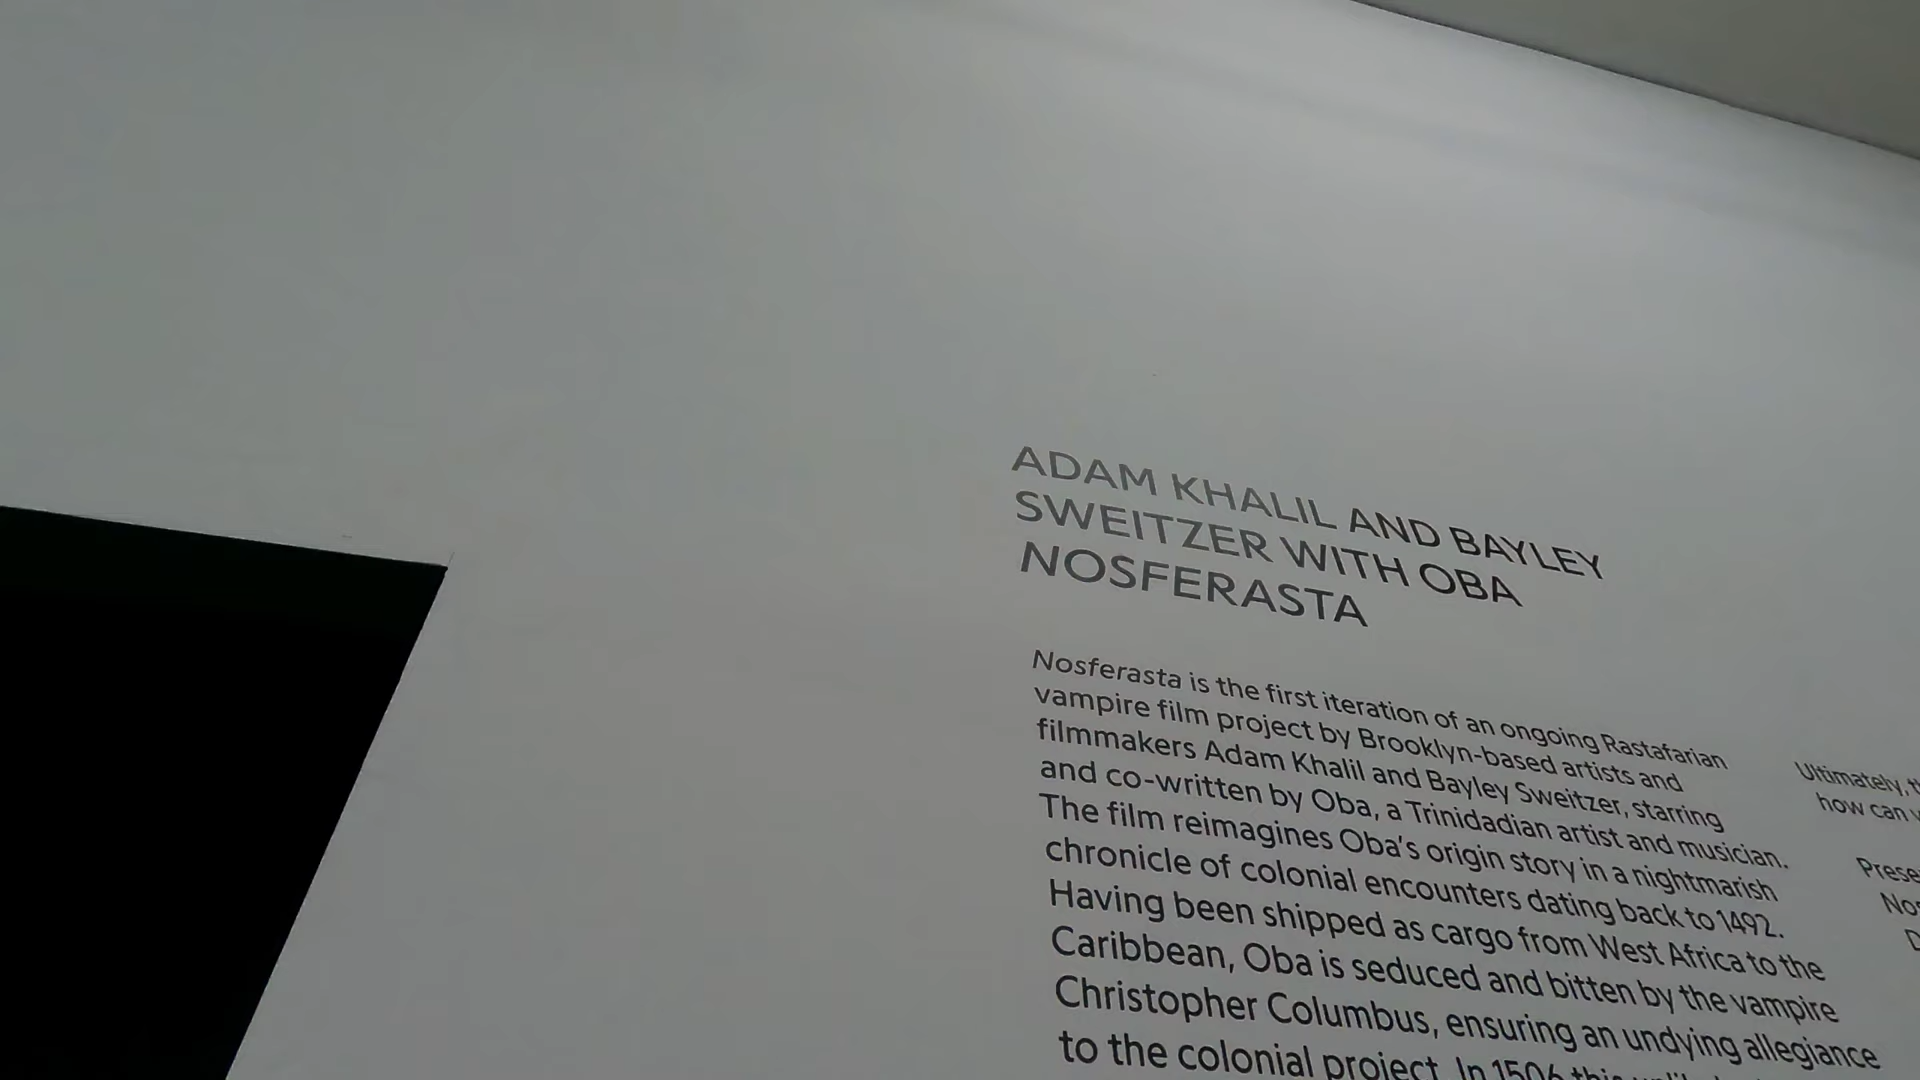 ADAM KHALIL AND BAYLEY
SWEITZER WITH OBA
NOSFERASTA
Nosferasta is the first iteration of an ongoing Rastafarian
vampire film project by Brooklyn-based artists and
filmmakers Adam Khalil and Bayley Sweitzer, starring
and co-written by Oba, a Trinidadian artist and musician.
The film reimagines Oba's origin story in a nightmarish
chronicle of colonial encounters dating back to 1492.
Having been shipped as cargo from West Africa to the
Caribbean, Oba is seduced and bitten by the vampire
Christopher Columbus, ensuring an undying allegiance
to the colonial project. In 1506 this
Ultimately,
how can